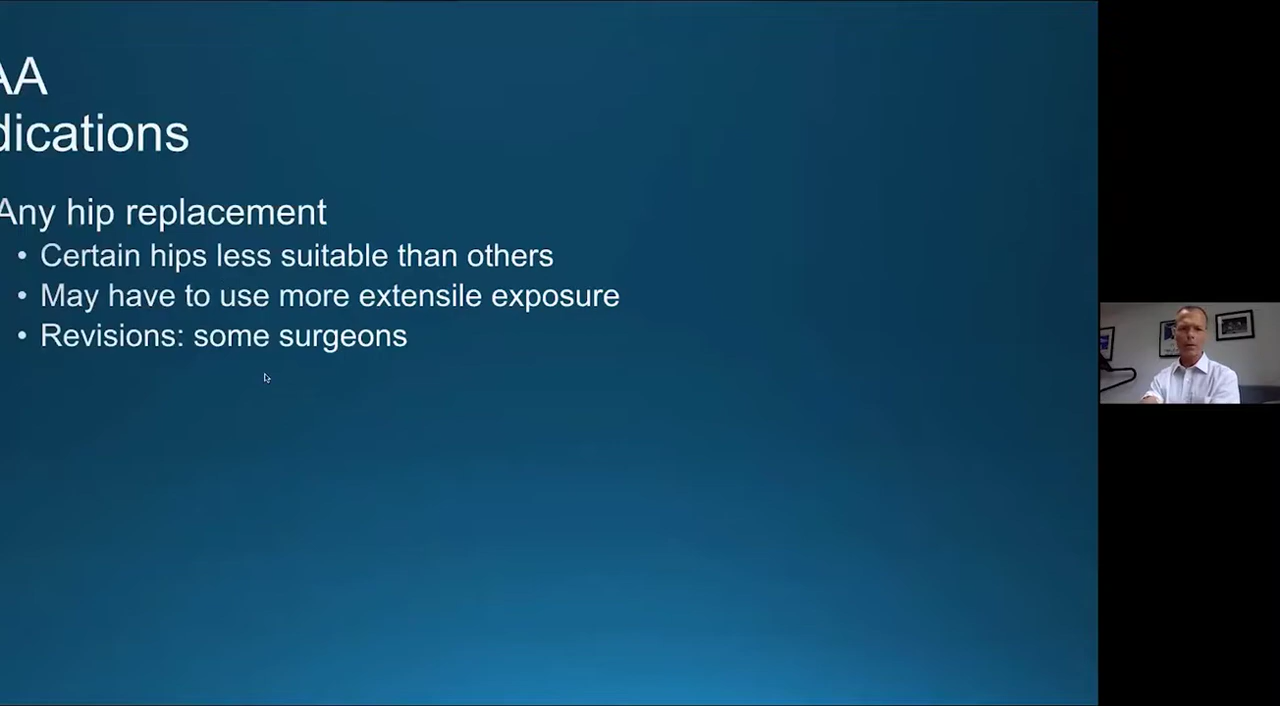 AA
dications
Any hip replacement
• Certain hips less suitable than others
• May have to use more extensile exposure
• Revisions: some surgeons